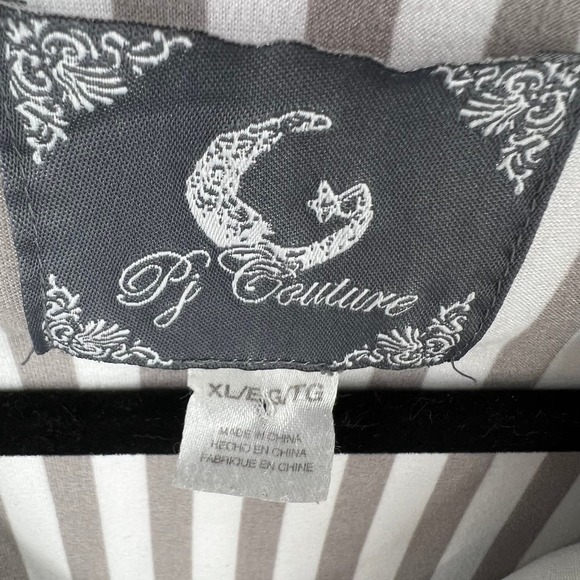 Pj Couture
XL/EG/TG
MADE IN CHINA
HECHO EN CHINA
FABRIQUE EN CHINE